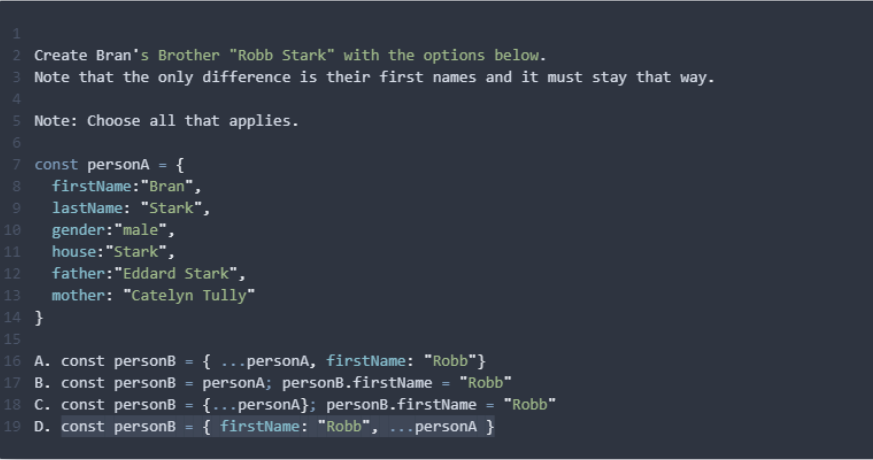 1
2 Create Bran's Brother "Robb Stark" with the options below.
3 Note that the only difference is their first names and it must stay that way.
4
5 Note: Choose all that applies.
6
7 const personA = {
8 firstName:"Bran",
9 lastName: "Stark",
10 gender:"male",
11 house:"Stark",
12 father:"Eddard Stark",
13 mother: "Catelyn Tully"
14 }
15
16 A. const personB = { ...personA, firstName: "Robb"}
17 B. const personB = personA; personB.firstName = "Robb"
18 C. const personB = {...personA}; personB.firstName = "Robb"
19 D. const personB = { firstName: "Robb", ...personA }